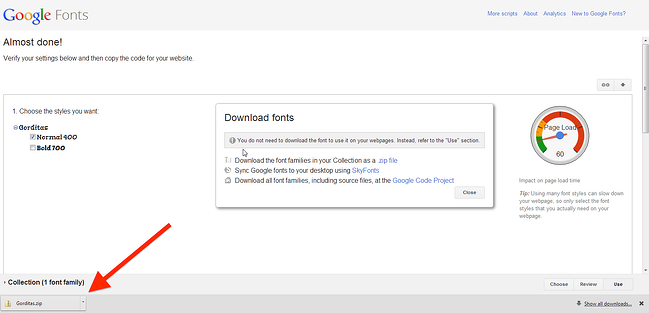 Google Fonts
More scripts About Analytics New to Google Fonts?
Almost done!
Verify your settings below and then copy the code for your website.
1. Choose the styles you want:
Gorditas
Normal 400
Bold 700
Download fonts
You do not need to download the font to use it on your webpages. Instead, refer to the "Use" section.
Download the font families in your Collection as a .zip file
Sync Google fonts to your desktop using SkyFonts
Download all font families, including source files, at the Google Code Project
Close
Page Load
60
Impact on page load time
Tip: Using many font styles can slow down
your webpage, so only select the font
styles that you actually need on your
webpage.
Collection (1 font family)
Choose Review Use
Gorditas.zip
Show all downloads...